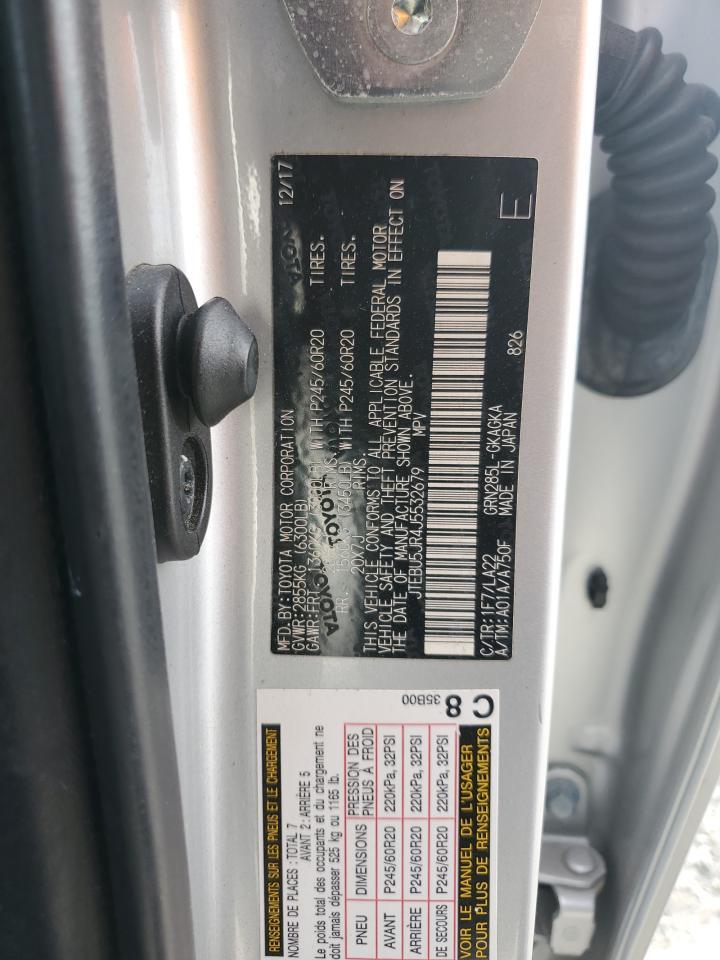 MFD.BY:TOYOTA MOTOR CORPORATION 12/17
GVWR:2855KG (6300LB)
GAWR:FRT. WITH P245/60R20 TIRES.
RIMS.
RR. 1565KG (3450LB) WITH P245/60R20 TIRES.
20X7J RIMS.
THIS VEHICLE CONFORMS TO ALL APPLICABLE FEDERAL MOTOR
VEHICLE SAFETY AND THEFT PREVENTION STANDARDS IN EFFECT ON
THE DATE OF MANUFACTURE SHOWN ABOVE.
JTEBU5JR4J5532679 MPV
C/TR:1F7/LA22 GRN285L-GKAGKA
A/TM:A01A/A750F MADE IN JAPAN 826
E
TOYOTA
TOYOTA
TOYOTA
RENSEIGNEMENTS SUR LES PNEUS ET LE CHARGEMENT
NOMBRE DE PLACES :TOTAL 7
AVANT 2 :ARRIÈRE 5
Le poids total des occupants et du chargement ne
doit jamais dépasser 525 kg ou 1165 lb.
PNEU DIMENSIONS PRESSION DES PNEUS À FROID
AVANT P245/60R20 220kPa, 32PSI
ARRIÈRE P245/60R20 220kPa, 32PSI
DE SECOURS P245/60R20 220kPa, 32PSI
VOIR LE MANUEL DE L'USAGER
POUR PLUS DE RENSEIGNEMENTS
C8
35B00